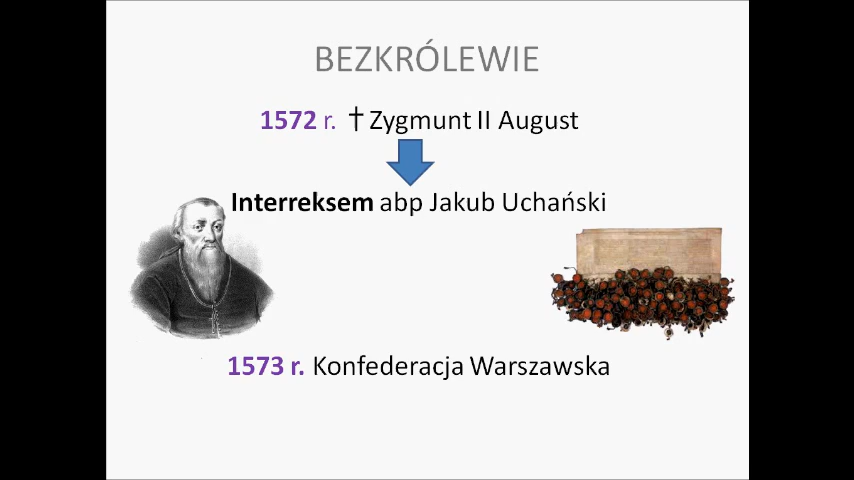 BEZKRÓLEWIE
1572 r. † Zygmunt II August
Interreksem abp Jakub Uchański
1573 r. Konfederacja Warszawska